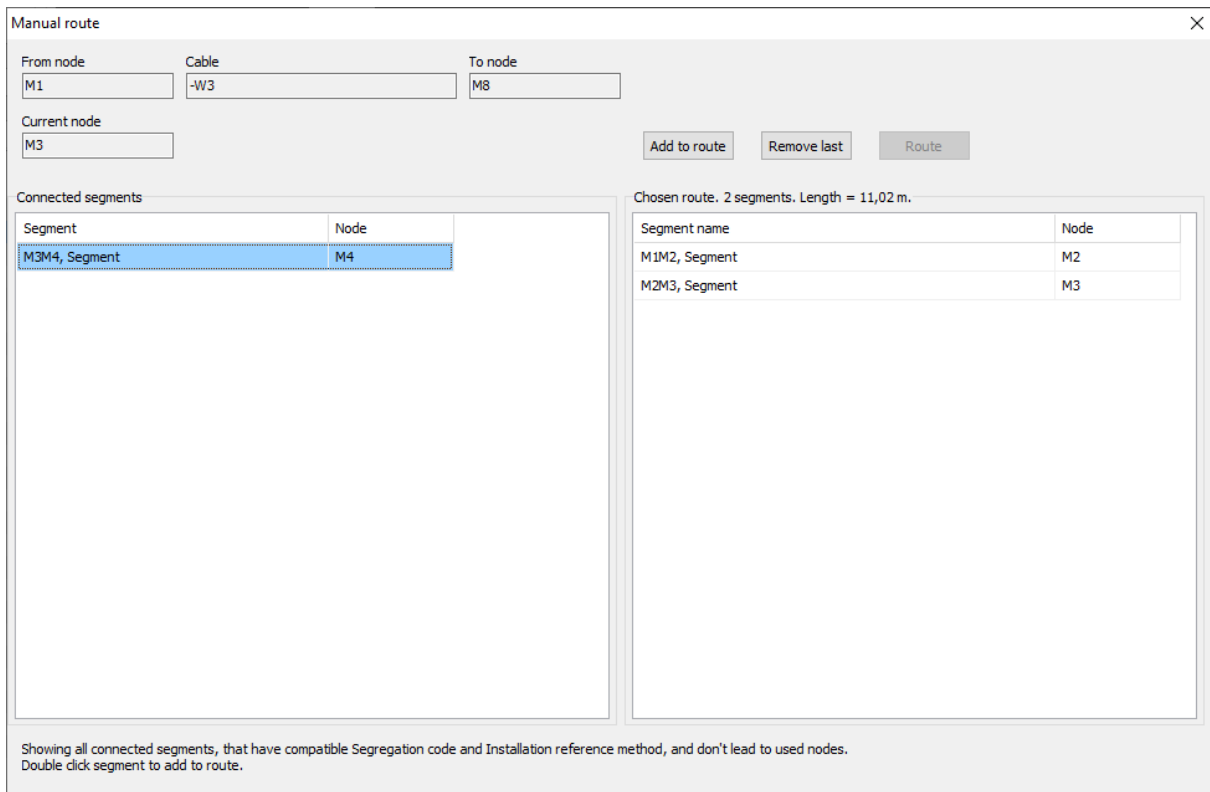 Manual route
From node Cable To node
M1 -W3 M8
Current node
M3
Add to route Remove last Route
Connected segments
Segment Node
M3M4, Segment M4
Chosen route. 2 segments. Length = 11,02 m.
Segment name Node
M1M2, Segment M2
M2M3, Segment M3
Showing all connected segments, that have compatible Segregation code and Installation reference method, and don't lead to used nodes.
Double click segment to add to route.